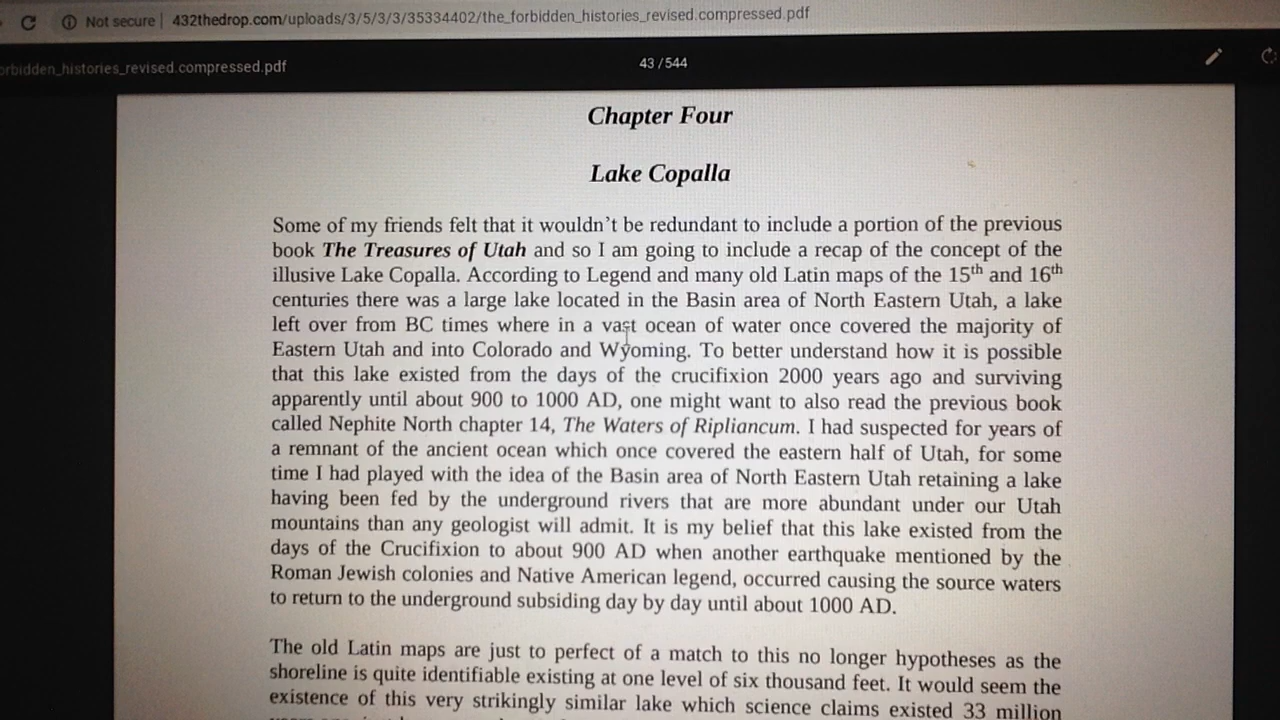 Not secure | 432thedrop.com/uploads/3/5/3/3/35334402/the_forbidden_histories_revised.compressed.pdf
orbidden_histories_revised.compressed.pdf 43 / 544
Chapter Four
Lake Copalla
Some of my friends felt that it wouldn’t be redundant to include a portion of the previous
book The Treasures of Utah and so I am going to include a recap of the concept of the
illusive Lake Copalla. According to Legend and many old Latin maps of the 15th and 16th
centuries there was a large lake located in the Basin area of North Eastern Utah, a lake
left over from BC times where in a vast ocean of water once covered the majority of
Eastern Utah and into Colorado and Wyoming. To better understand how it is possible
that this lake existed from the days of the crucifixion 2000 years ago and surviving
apparently until about 900 to 1000 AD, one might want to also read the previous book
called Nephite North chapter 14, The Waters of Ripliancum. I had suspected for years of
a remnant of the ancient ocean which once covered the eastern half of Utah, for some
time I had played with the idea of the Basin area of North Eastern Utah retaining a lake
having been fed by the underground rivers that are more abundant under our Utah
mountains than any geologist will admit. It is my belief that this lake existed from the
days of the Crucifixion to about 900 AD when another earthquake mentioned by the
Roman Jewish colonies and Native American legend, occurred causing the source waters
to return to the underground subsiding day by day until about 1000 AD.
The old Latin maps are just to perfect of a match to this no longer hypotheses as the
shoreline is quite identifiable existing at one level of six thousand feet. It would seem the
existence of this very strikingly similar lake which science claims existed 33 million